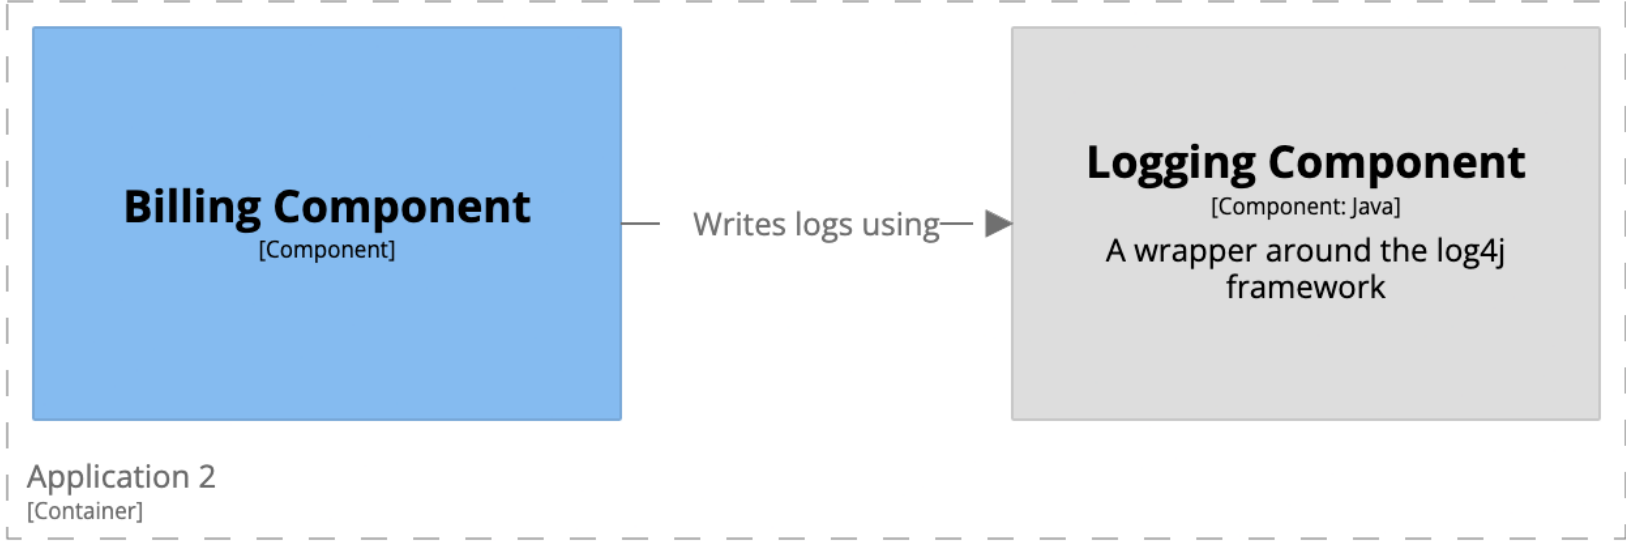 Billing Component
[Component]
Writes logs using
Logging Component
[Component: Java]
A wrapper around the log4j
framework
Application 2
[Container]